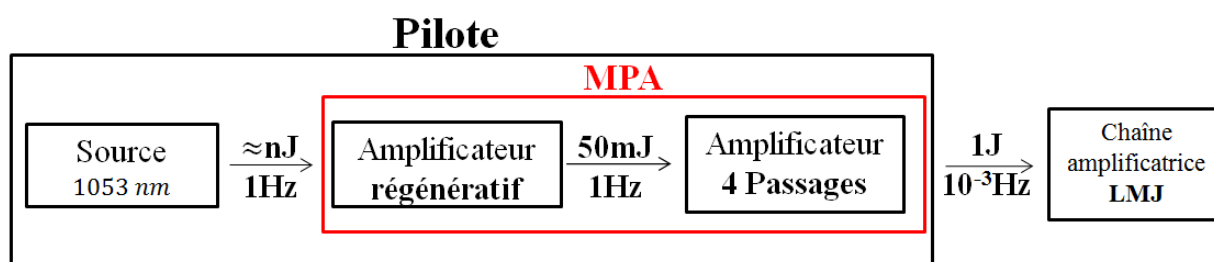 Pilote
MPA
Source
1053 nm
≈nJ
1Hz
Amplificateur
régénératif
50mJ
1Hz
Amplificateur
4 Passages
1J
10⁻³Hz
Chaîne
amplificatrice
LMJ